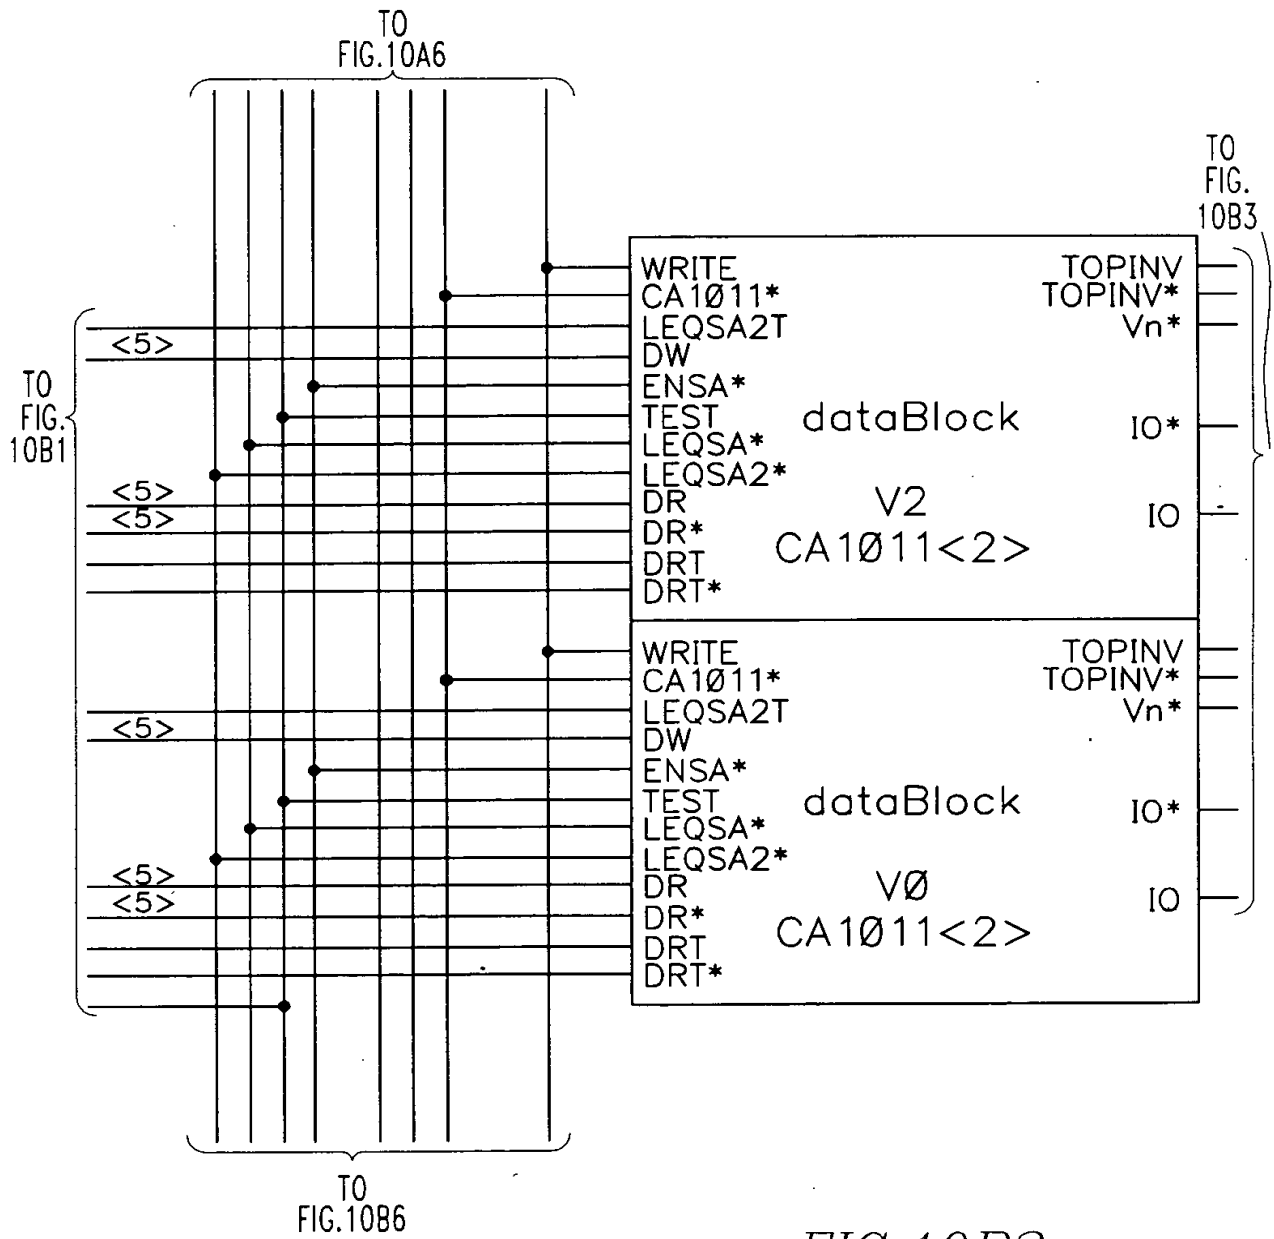 TO
FIG.10A6
TO
FIG.
10B3
TO
FIG.
10B1
<5>
<5>
<5>
WRITE
CA1Ø11*
LEQSA2T
DW
ENSA*
TEST
LEQSA*
LEQSA2*
DR
DR*
DRT
DRT*
dataBlock
V2
CA1Ø11<2>
TOPINV
TOPINV*
Vn*
IO*
IO
<5>
<5>
<5>
WRITE
CA1Ø11*
LEQSA2T
DW
ENSA*
TEST
LEQSA*
LEQSA2*
DR
DR*
DRT
DRT*
dataBlock
VØ
CA1Ø11<2>
TOPINV
TOPINV*
Vn*
IO*
IO
TO
FIG.10B6